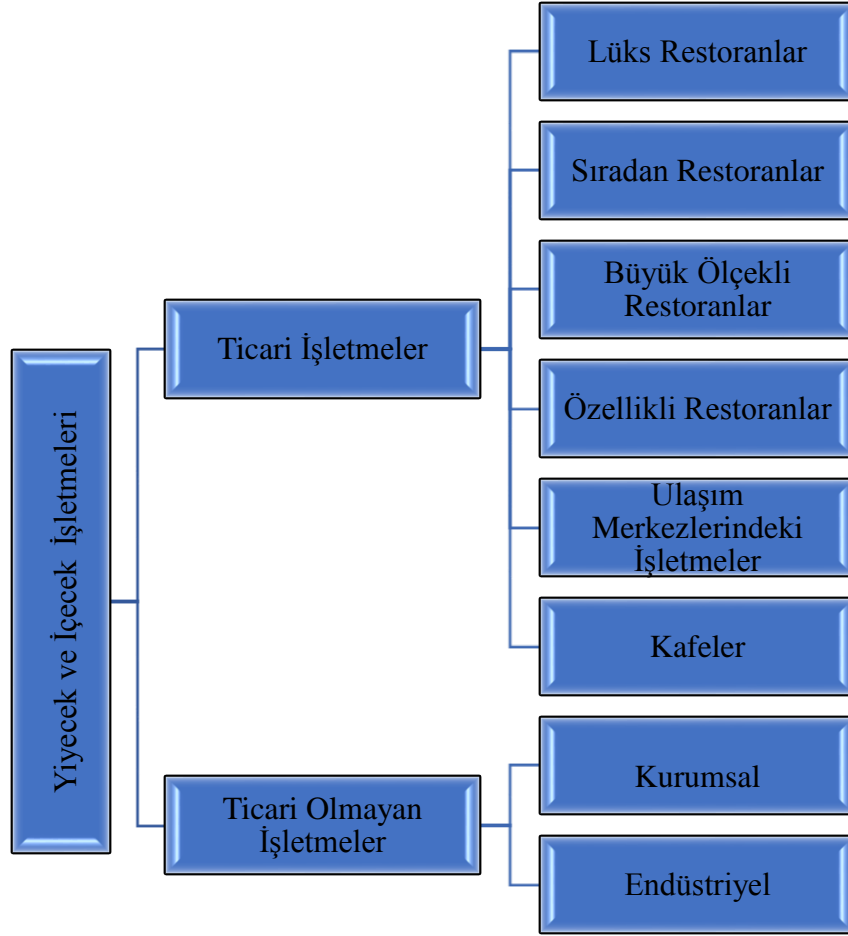 Yiyecek ve İçecek İşletmeleri
Ticari İşletmeler
Lüks Restoranlar
Sıradan Restoranlar
Büyük Ölçekli
Restoranlar
Özellikli Restoranlar
Ulaşım
Merkezlerindeki
İşletmeler
Kafeler
Ticari Olmayan
İşletmeler
Kurumsal
Endüstriyel